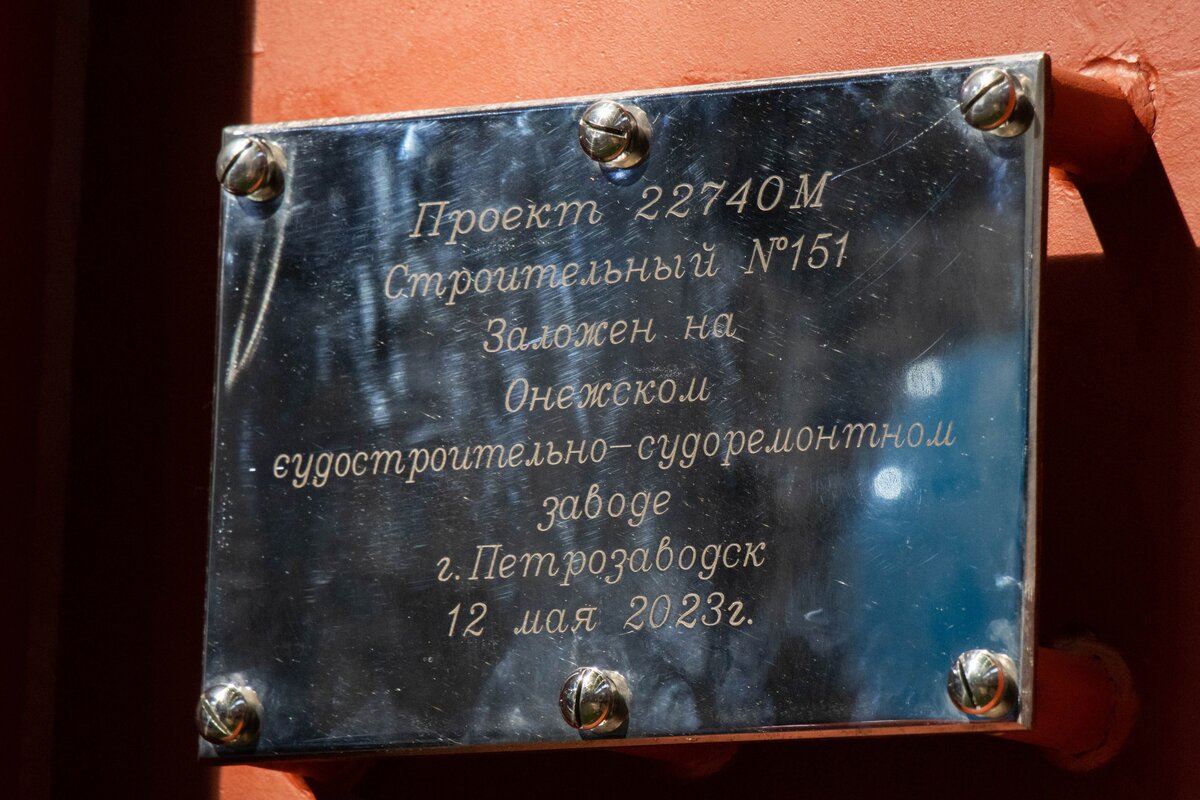 Проект 22740М
Строительный №151
Заложен на
Онежском
судостроительно-судоремонтном
заводе
г.Петрозаводск
12 мая 2023г.